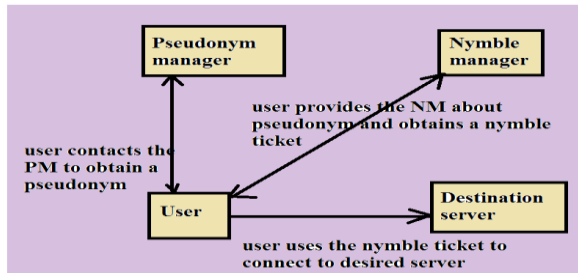 Pseudonym
manager
Nymble
manager
user provides the NM about
pseudonym and obtains a nymble
ticket
user contacts the
PM to obtain a
pseudonym
User
Destination
server
user uses the nymble ticket to
connect to desired server